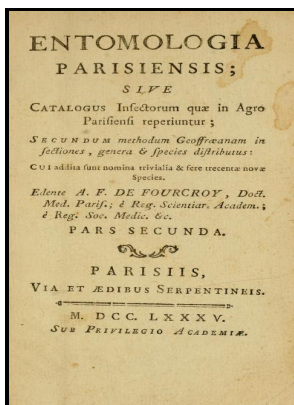 ENTOMOLOGIA
PARISIENSIS;
SIVE
CATALOGUS Insectorum quæ in Agro
Parisiensi reperiuntur;
SECUNDUM methodum Geoffræanam in
sectiones, genera & species distributus:
CUI addita sunt nomina trivialia & fere trecentæ novæ
Species.
Edente A. F. DE FOURCROY, Doct.
Med. Paris.; è Reg. Scientiar. Academ.;
è Reg. Soc. Medic. &c.
PARS SECUNDA.
PARISIIS,
VIA ET ÆDIBUS SERPENTINEIS.
M. DCC. LXXXV.
SUB PRIVILEGIO ACADEMIÆ.